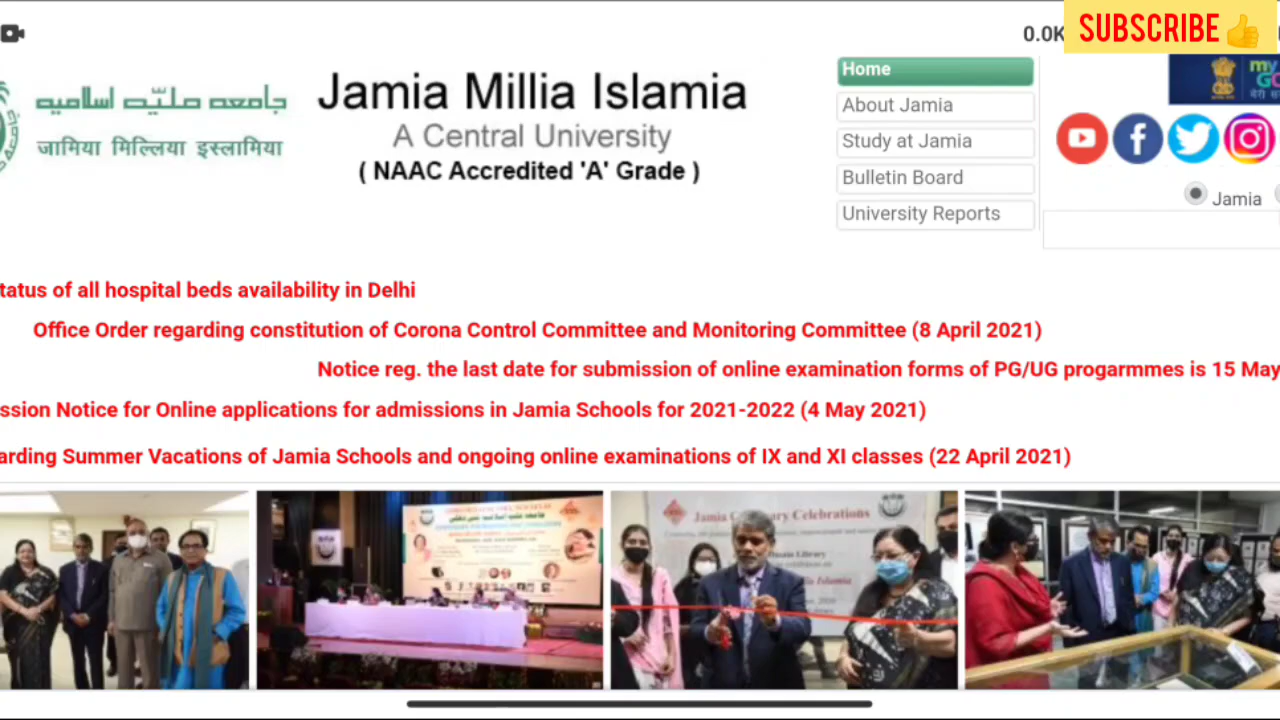 0.0K
SUBSCRIBE👍
جامعه ملیّه اسلامیه
जामिया मिल्लिया इस्लामिया
Jamia Millia Islamia
A Central University
( NAAC Accredited 'A' Grade )
Home
About Jamia
Study at Jamia
Bulletin Board
University Reports
my
मेरी
Jamia
tatus of all hospital beds availability in Delhi
Office Order regarding constitution of Corona Control Committee and Monitoring Committee (8 April 2021)
Notice reg. the last date for submission of online examination forms of PG/UG progarmmes is 15 May
ssion Notice for Online applications for admissions in Jamia Schools for 2021-2022 (4 May 2021)
arding Summer Vacations of Jamia Schools and ongoing online examinations of IX and XI classes (22 April 2021)
Celebrations
Library
Islamia